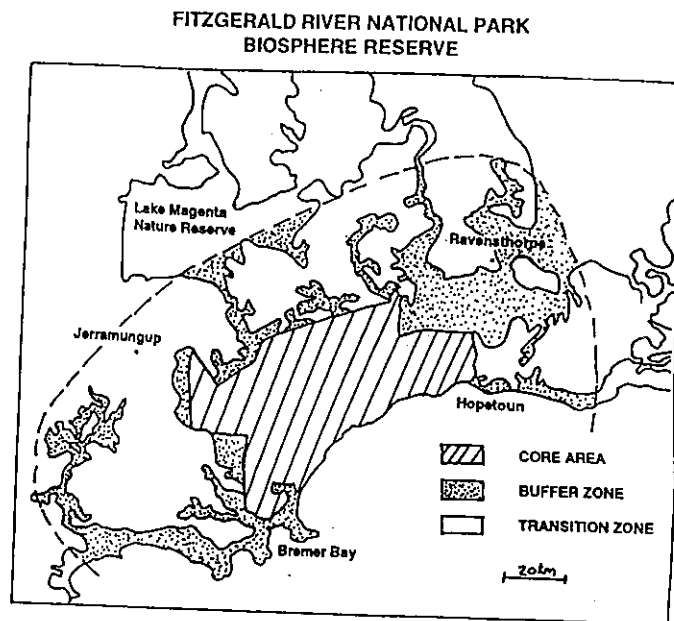 FITZGERALD RIVER NATIONAL PARK
BIOSPHERE RESERVE
Lake Magenta
Nature Reserve
Ravensthorpe
Jerramungup
Hopetoun
CORE AREA
BUFFER ZONE
TRANSITION ZONE
Bremer Bay
20km